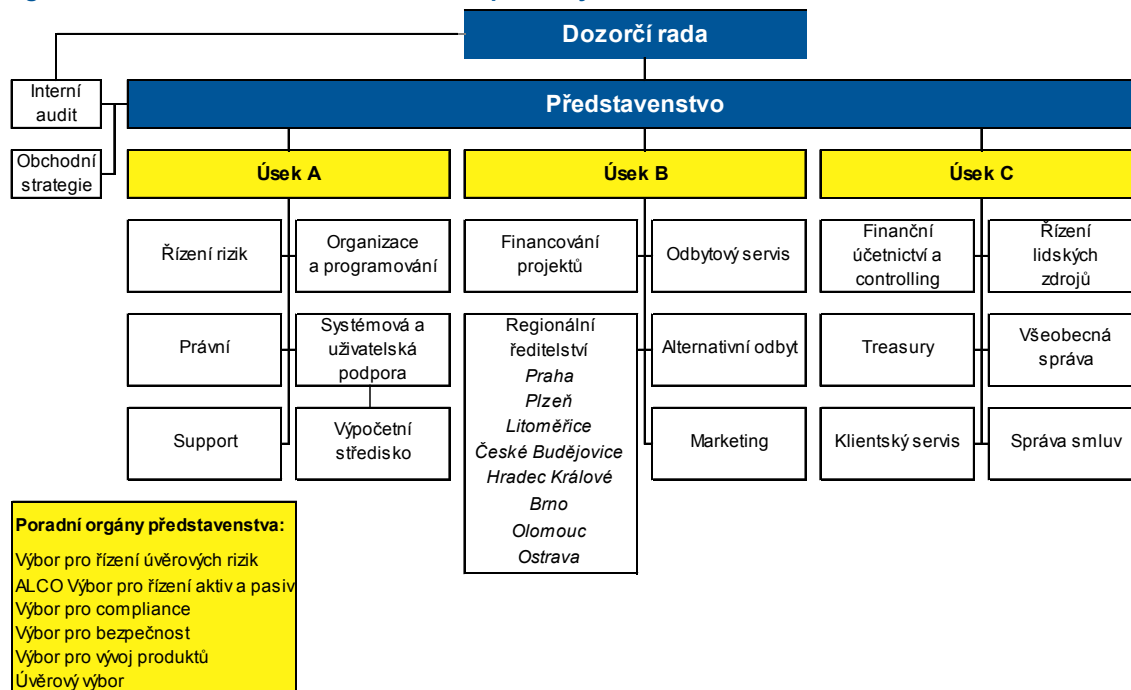 Dozorčí rada
Interní
audit
Představenstvo
Obchodní
strategie
Úsek A
Úsek B
Úsek C
Řízení rizik
Organizace
a programování
Financování
projektů
Odbytový servis
Finanční
účetnictví a
controlling
Řízení
lidských
zdrojů
Právní
Systémová a
uživatelská
podpora
Regionální
ředitelství
Praha
Plzeň
Litoměřice
České Budějovice
Hradec Králové
Brno
Olomouc
Ostrava
Alternativní odbyt
Treasury
Všeobecná
správa
Support
Výpočetní
středisko
Marketing
Klientský servis
Správa smluv
Poradní orgány představenstva:
Výbor pro řízení úvěrových rizik
ALCO Výbor pro řízení aktiv a pasiv
Výbor pro compliance
Výbor pro bezpečnost
Výbor pro vývoj produktů
Úvěrový výbor